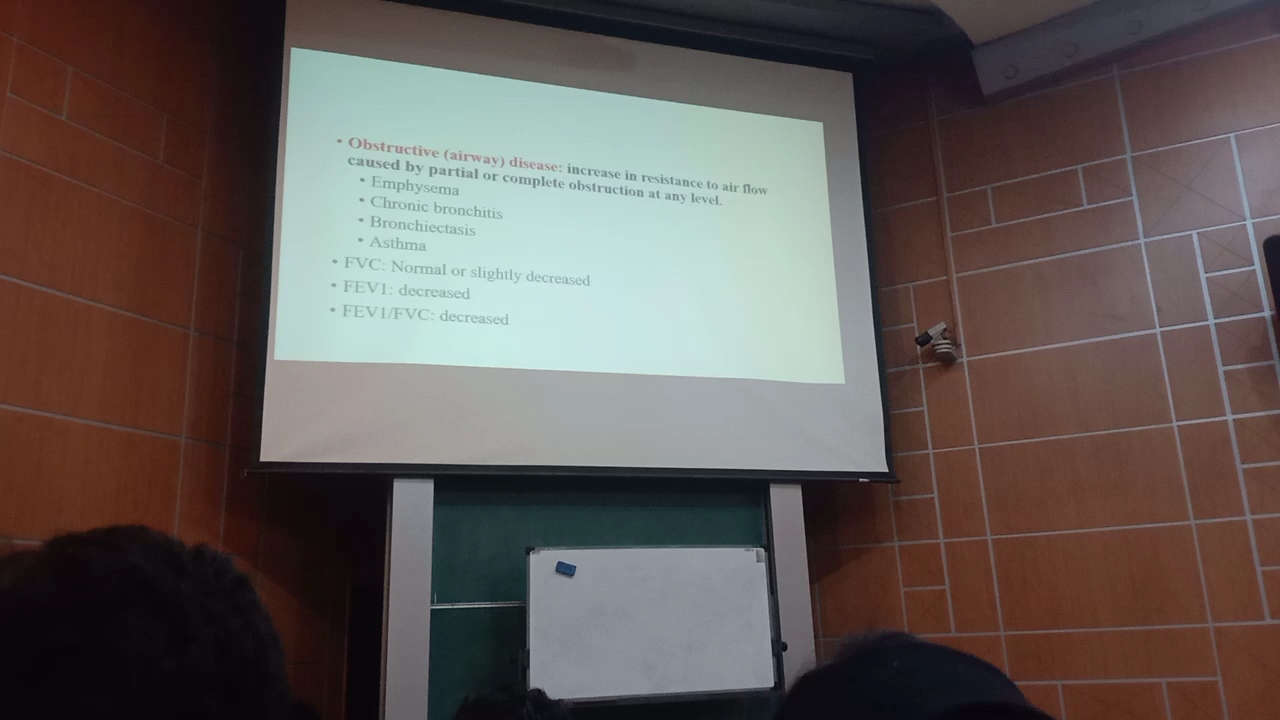 • Obstructive (airway) disease: increase in resistance to air flow
caused by partial or complete obstruction at any level.
• Emphysema
• Chronic bronchitis
• Bronchiectasis
• Asthma
• FVC: Normal or slightly decreased
• FEV1: decreased
• FEV1/FVC: decreased